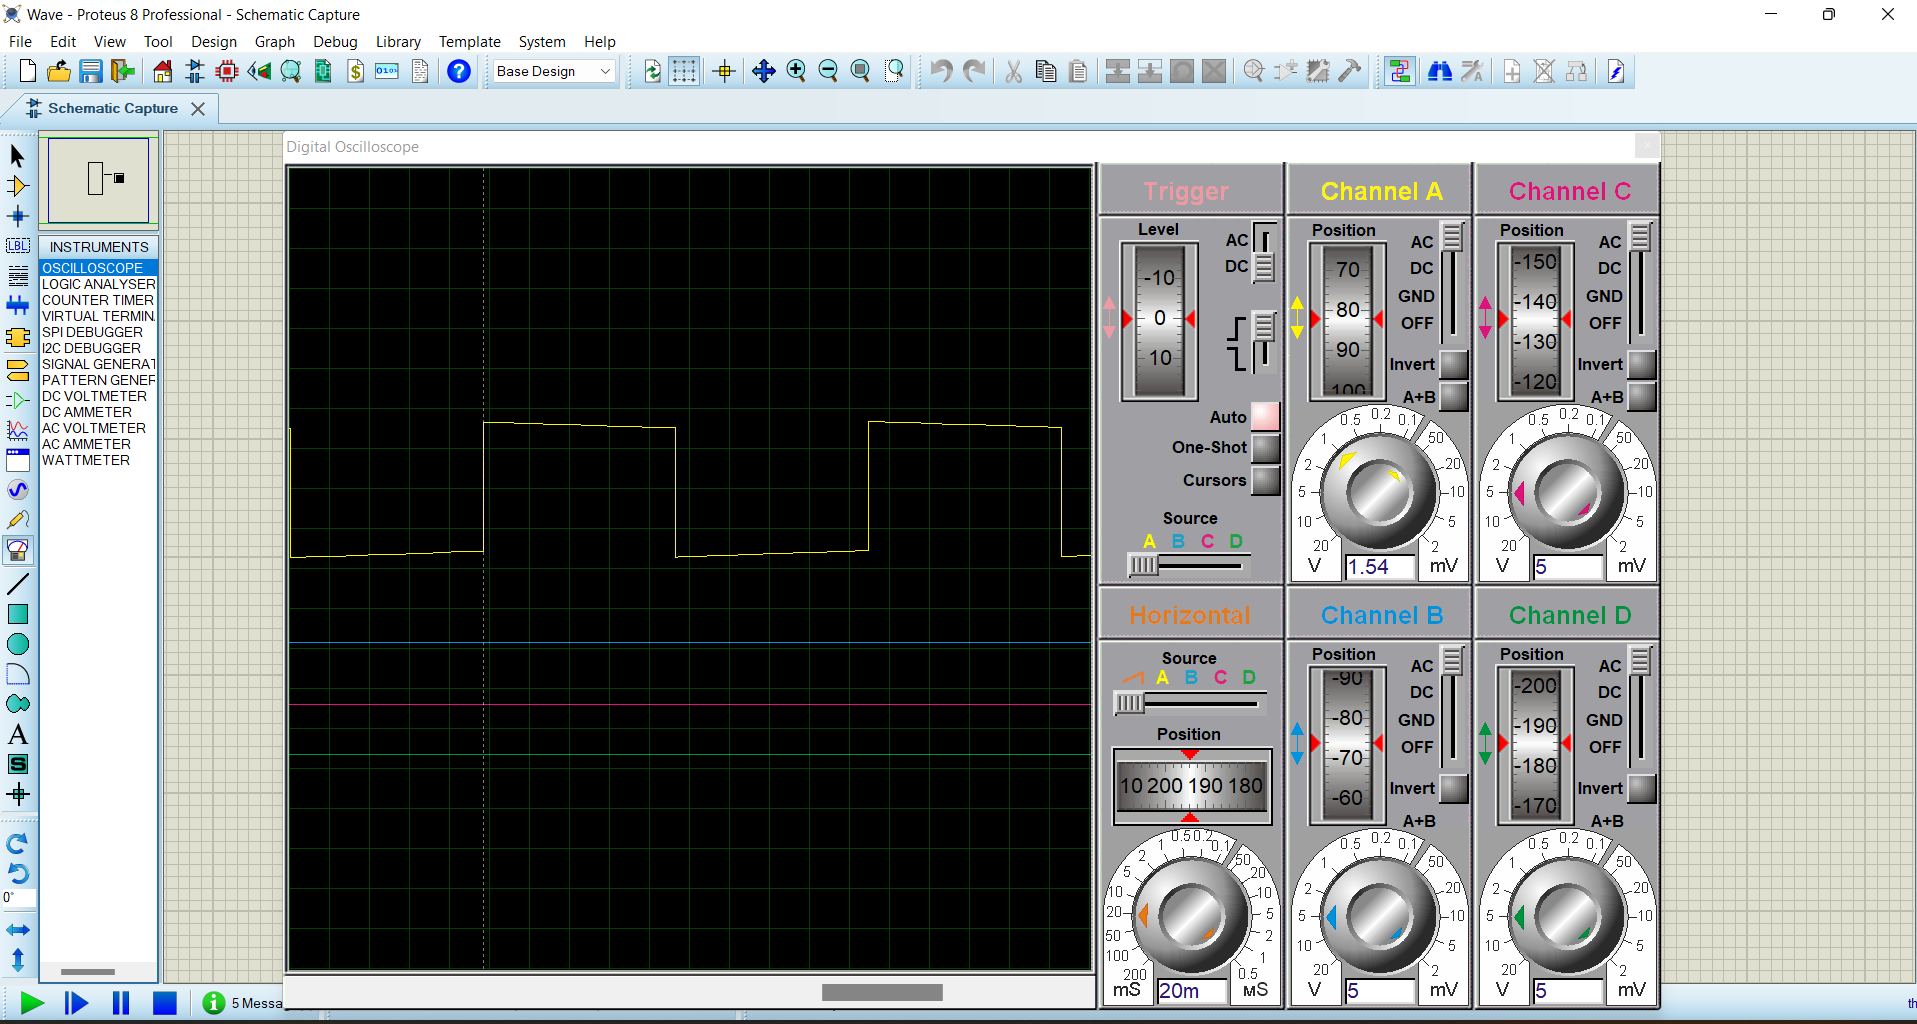 Wave - Proteus 8 Professional - Schematic Capture
File Edit View Tool Design Graph Debug Library Template System Help
Base Design
Schematic Capture
INSTRUMENTS
OSCILLOSCOPE
LOGIC ANALYSER
COUNTER TIMER
VIRTUAL TERMIN
SPI DEBUGGER
I2C DEBUGGER
SIGNAL GENERAT
PATTERN GENER
DC VOLTMETER
DC AMMETER
AC VOLTMETER
AC AMMETER
WATTMETER
LBL
A
S
0°
5 Messa
Digital Oscilloscope
Trigger
Level
-10
0
10
AC
DC
Auto
One-Shot
Cursors
Source
A B C D
Channel A
Position
70
80
90
100
AC
DC
GND
OFF
Invert
A+B
20 10 5 2 1 0.5 0.2 0.1 50 20 10 5 2
V 1.54 mV
Channel C
Position
-150
-140
-130
-120
AC
DC
GND
OFF
Invert
A+B
20 10 5 2 1 0.5 0.2 0.1 50 20 10 5 2
V 5 mV
Horizontal
Source
A B C D
Position
10 200 190 180
200 100 50 20 10 5 2 1 0.5 0.2 0.1 50 20 10 5 2 1 0.5
mS 20m µS
Channel B
Position
-90
-80
-70
-60
AC
DC
GND
OFF
Invert
A+B
20 10 5 2 1 0.5 0.2 0.1 50 20 10 5 2
V 5 mV
Channel D
Position
-200
-190
-180
-170
AC
DC
GND
OFF
Invert
A+B
20 10 5 2 1 0.5 0.2 0.1 50 20 10 5 2
V 5 mV
th